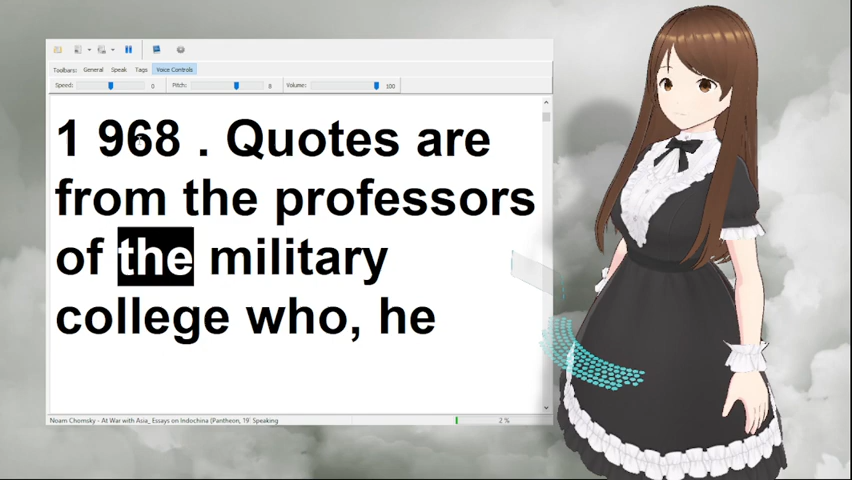 Toolbars: General Speak Tags Voice Controls
Speed: 0 Pitch: 8 Volume: 100
1 968 . Quotes are
from the professors
of the military
college who, he
Noam Chomsky - At War with Asia_ Essays on Indochina (Pantheon, 19 Speaking 2 %